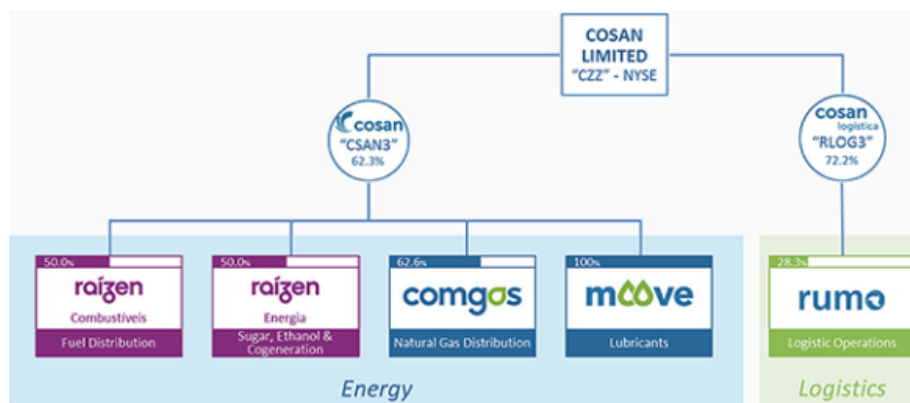 COSAN
LIMITED
"CZZ" - NYSE
cosan
"CSAN3"
62.3%
cosan
logística
"RLOG3"
72.2%
50.0%
raízen
Combustíveis
Fuel Distribution
50.0%
raízen
Energia
Sugar, Ethanol &
Cogeneration
62.6%
comgas
Natural Gas Distribution
100%
moove
Lubricants
28.3%
rumo
Logistic Operations
Energy
Logistics